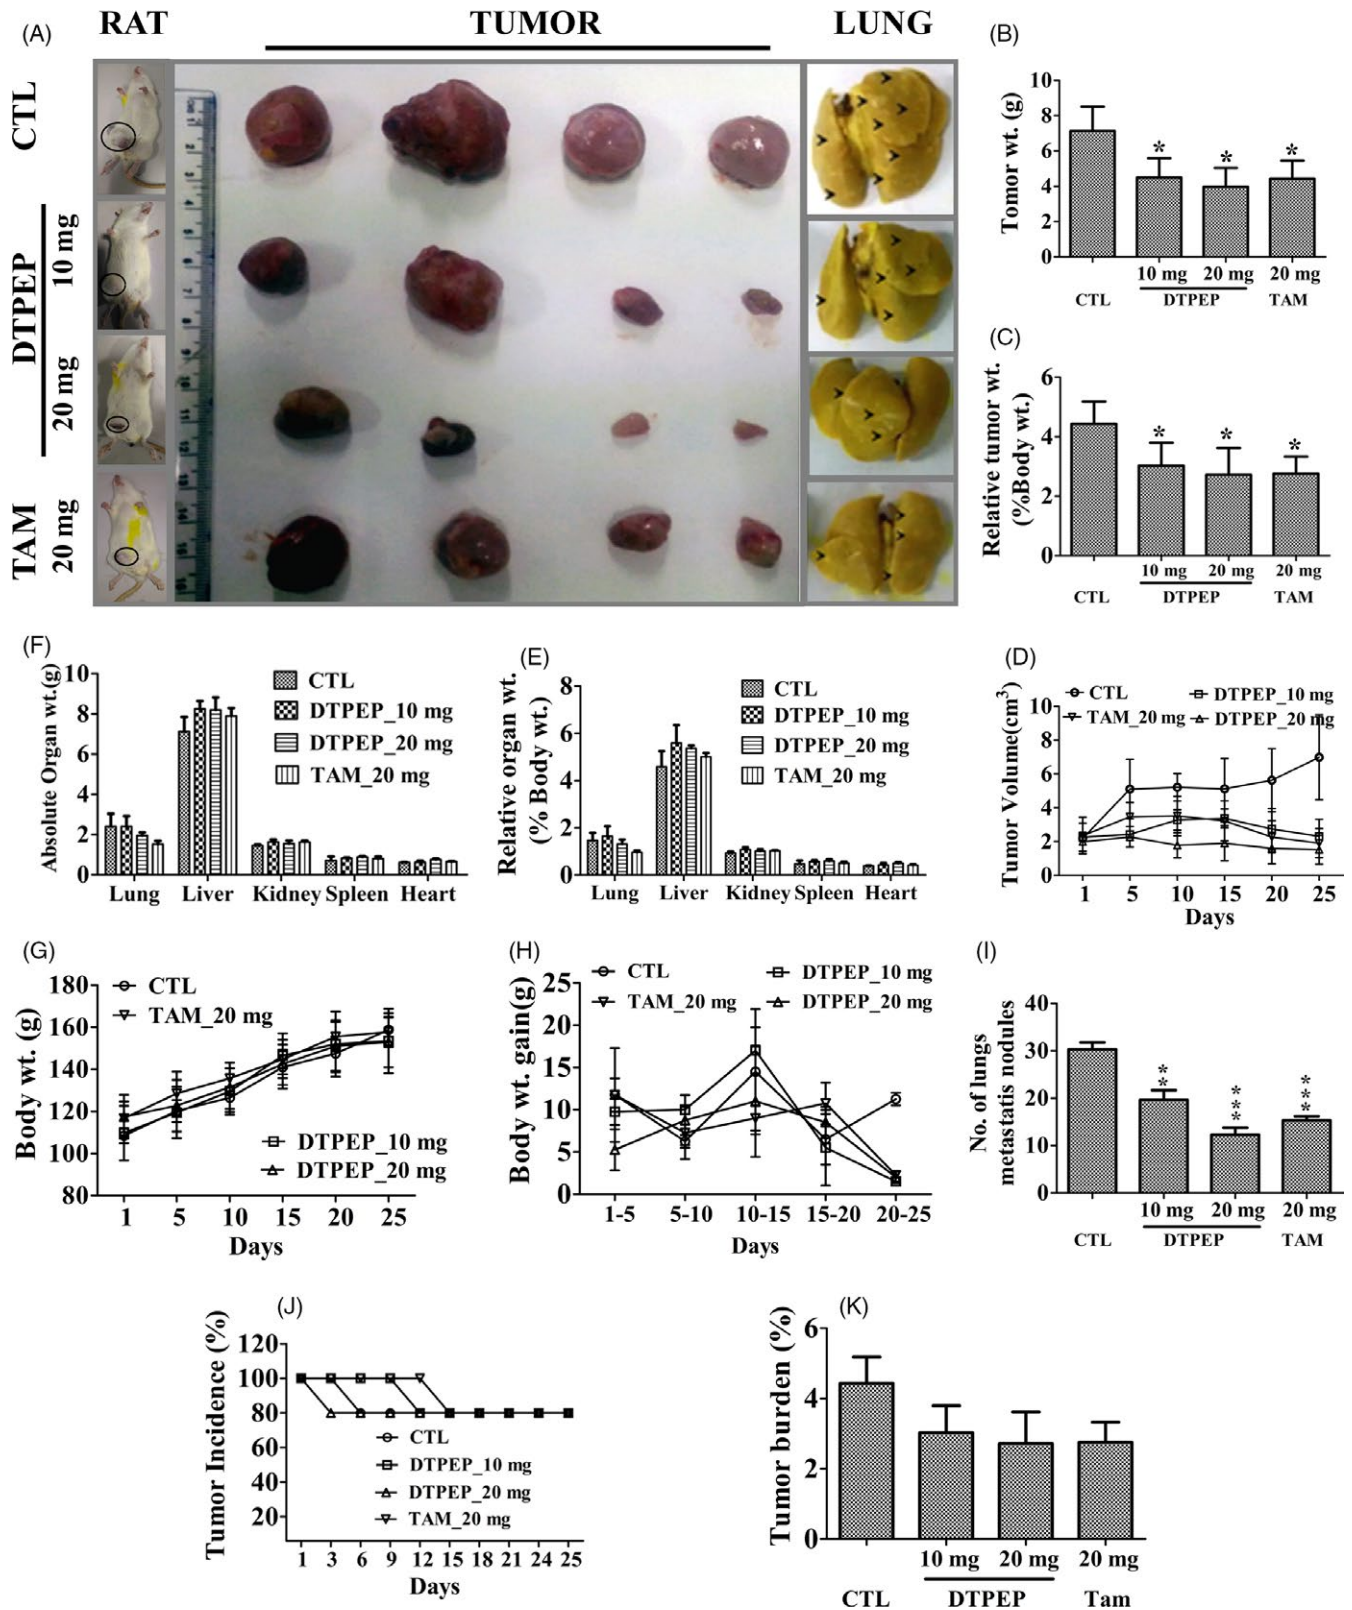 (A)
RAT
TUMOR
LUNG
CTL
DTPEP
10 mg
20 mg
TAM
20 mg
(B)
Tomor wt. (g)
10
8
6
4
2
0
* * *
10 mg 20 mg 20 mg
CTL DTPEP TAM
(C)
Relative tumor wt.
(%Body wt.)
6
4
2
0
* * *
10 mg 20 mg 20 mg
CTL DTPEP TAM
(F)
Absolute Organ wt.(g)
10
8
6
4
2
0
CTL
DTPEP_10 mg
DTPEP_20 mg
TAM_20 mg
Lung Liver Kidney Spleen Heart
(E)
Relative organ wt.
(% Body wt.)
8
6
4
2
0
CTL
DTPEP_10 mg
DTPEP_20 mg
TAM_20 mg
Lung Liver Kidney Spleen Heart
(D)
Tumor Volume(cm³)
10
8
6
4
2
0
CTL DTPEP_10 mg
TAM_20 mg DTPEP_20 mg
1 5 10 15 20 25
Days
(G)
Body wt. (g)
180
160
140
120
100
80
CTL
TAM_20 mg
DTPEP_10 mg
DTPEP_20 mg
1 5 10 15 20 25
Days
(H)
Body wt. gain(g)
25
20
15
10
5
0
CTL DTPEP_10 mg
TAM_20 mg DTPEP_20 mg
1-5 5-10 10-15 15-20 20-25
Days
(I)
No. of lungs
metastatis nodules
40
30
20
10
0
** *** ***
10 mg 20 mg 20 mg
CTL DTPEP TAM
(J)
Tumor Incidence (%)
120
100
80
60
40
20
CTL
DTPEP_10 mg
DTPEP_20 mg
TAM_20 mg
1 3 6 9 12 15 18 21 24 25
Days
(K)
Tumor burden (%)
6
4
2
0
10 mg 20 mg 20 mg
CTL DTPEP Tam